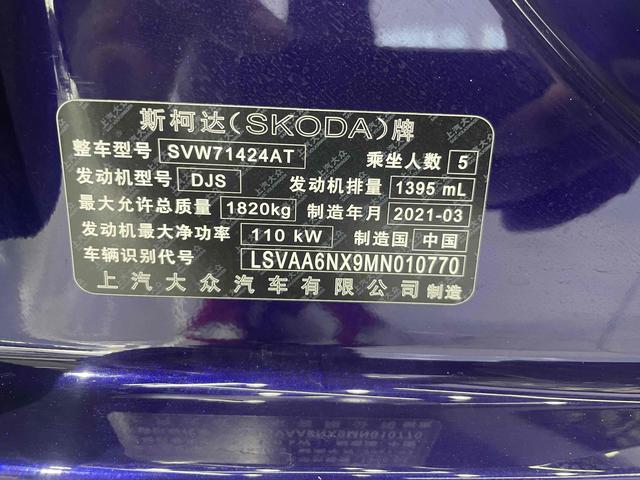 斯柯达(SKODA)牌
整车型号 SVW71424AT 乘坐人数 5
发动机型号 DJS 发动机排量 1395 mL
最大允许总质量 1820kg 制造年月 2021-03
发动机最大净功率 110 kW 制造国 中国
车辆识别代号 LSVAA6NX9MN010770
上汽大众汽车有限公司 制造